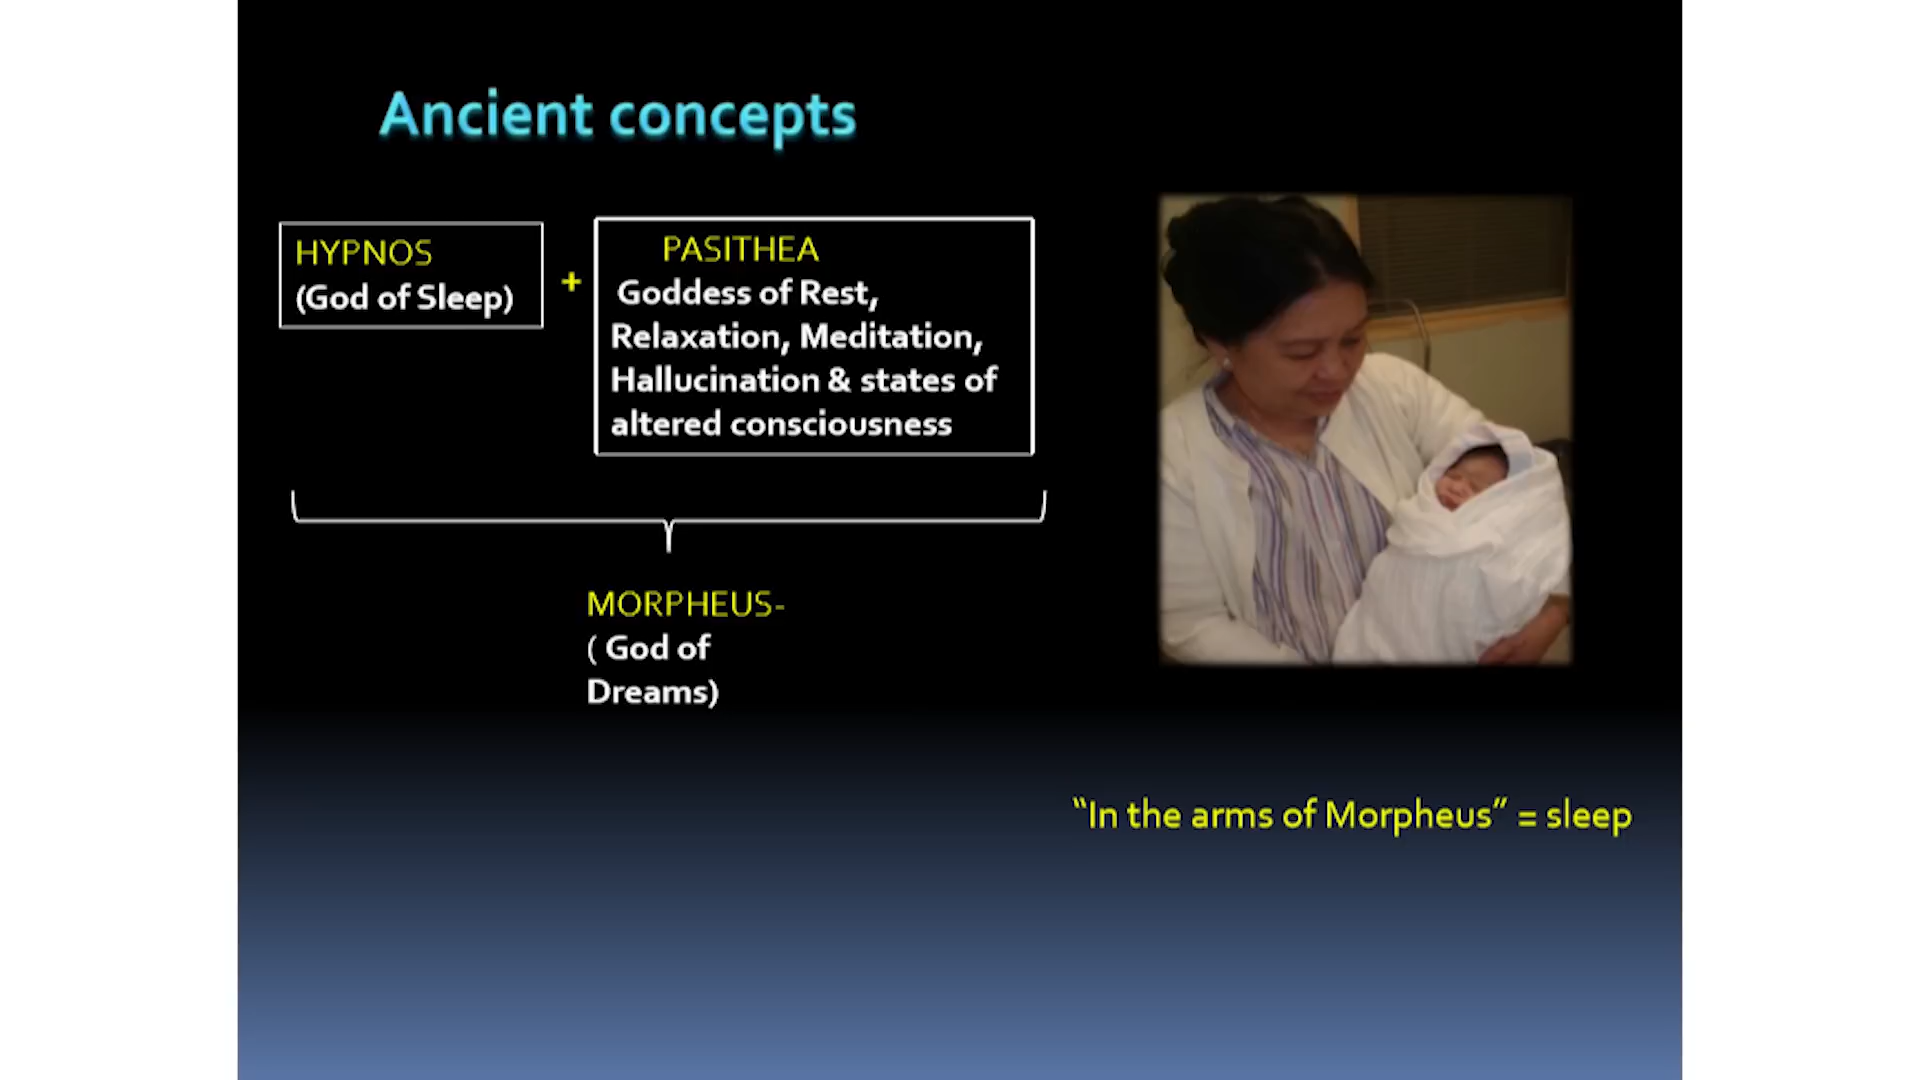 Ancient concepts
HYPNOS
(God of Sleep)
+
PASITHEA
Goddess of Rest,
Relaxation, Meditation,
Hallucination & states of
altered consciousness
MORPHEUS-
( God of
Dreams)
“In the arms of Morpheus” = sleep